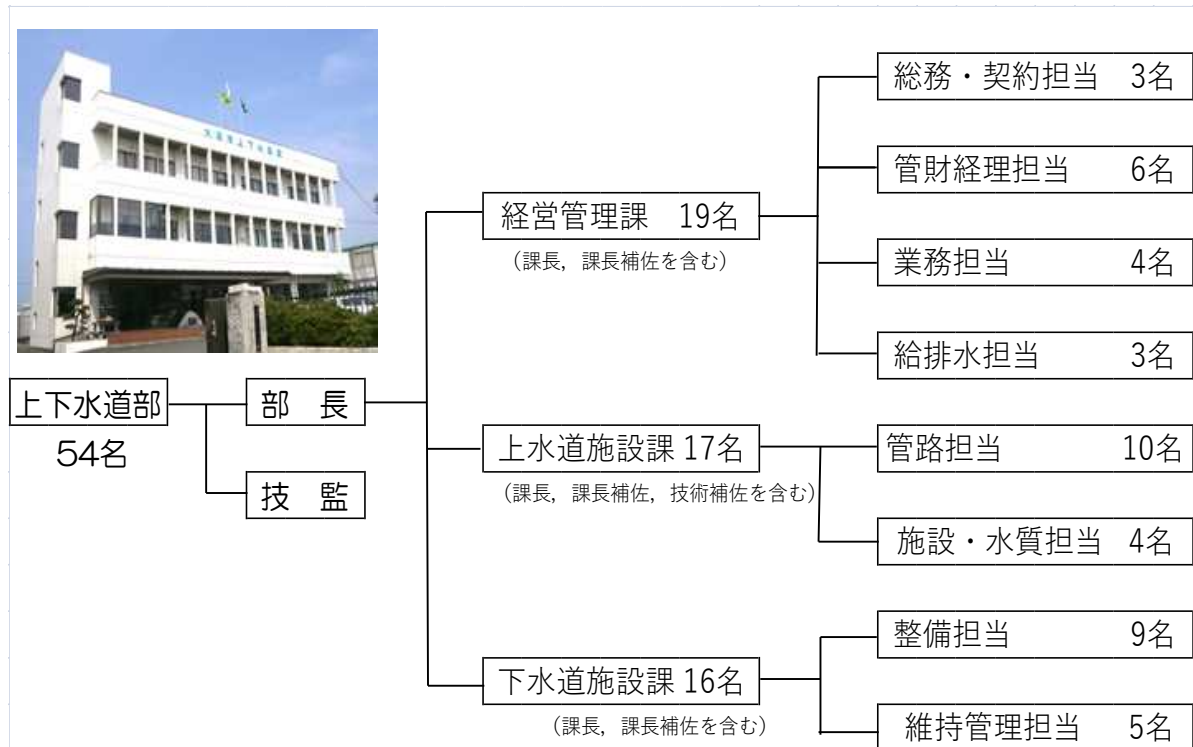 総務・契約担当 3名
管財経理担当 6名
経営管理課 19名
(課長，課長補佐を含む)
業務担当 4名
給排水担当 3名
上下水道部
54名
部 長
技 監
上水道施設課 17名
(課長，課長補佐，技術補佐を含む)
管路担当 10名
施設・水質担当 4名
下水道施設課 16名
(課長，課長補佐を含む)
整備担当 9名
維持管理担当 5名